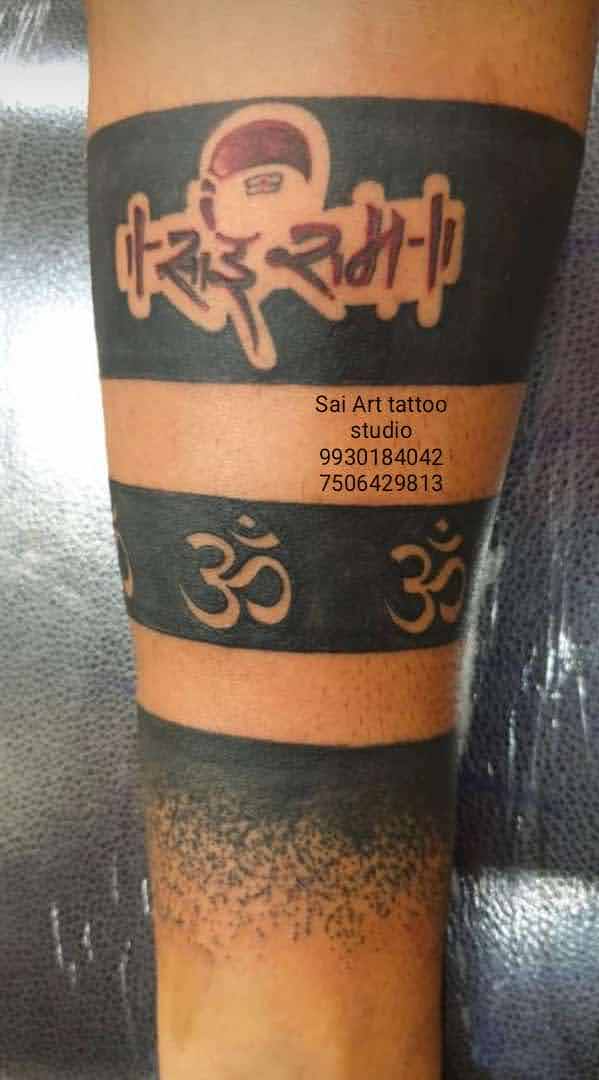 ॥ साई राम ॥
Sai Art tattoo
studio
9930184042
7506429813
ॐ ॐ